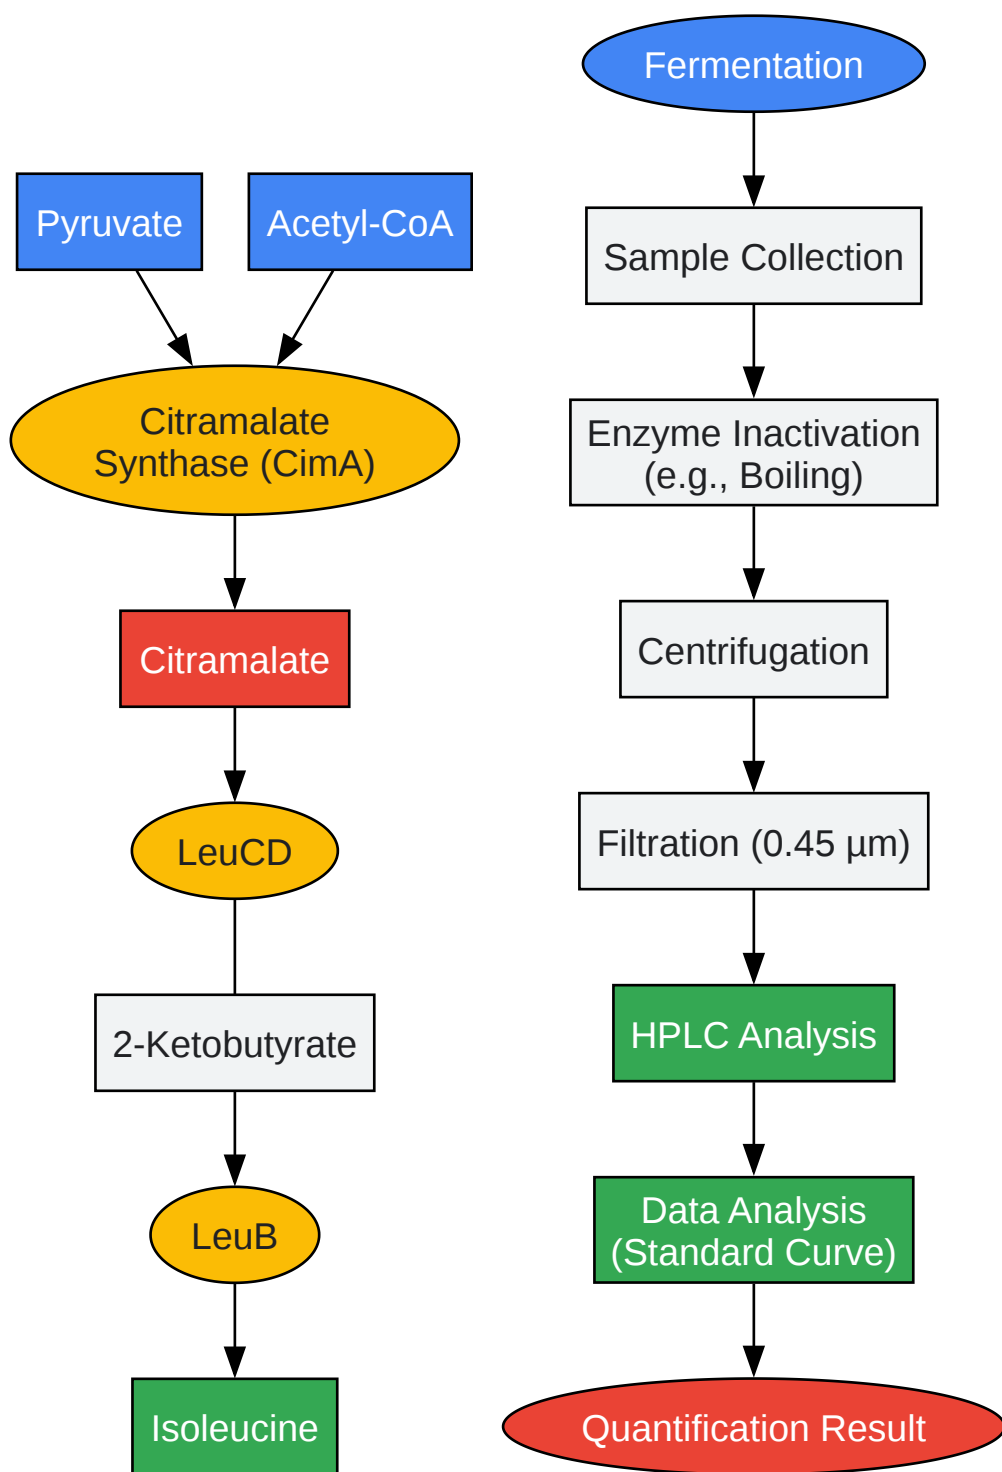 Pyruvate
Acetyl-CoA
Citramalate
Synthase (CimA)
Citramalate
LeuCD
2-Ketobutyrate
LeuB
Isoleucine
Fermentation
Sample Collection
Enzyme Inactivation
(e.g., Boiling)
Centrifugation
Filtration (0.45 µm)
HPLC Analysis
Data Analysis
(Standard Curve)
Quantification Result